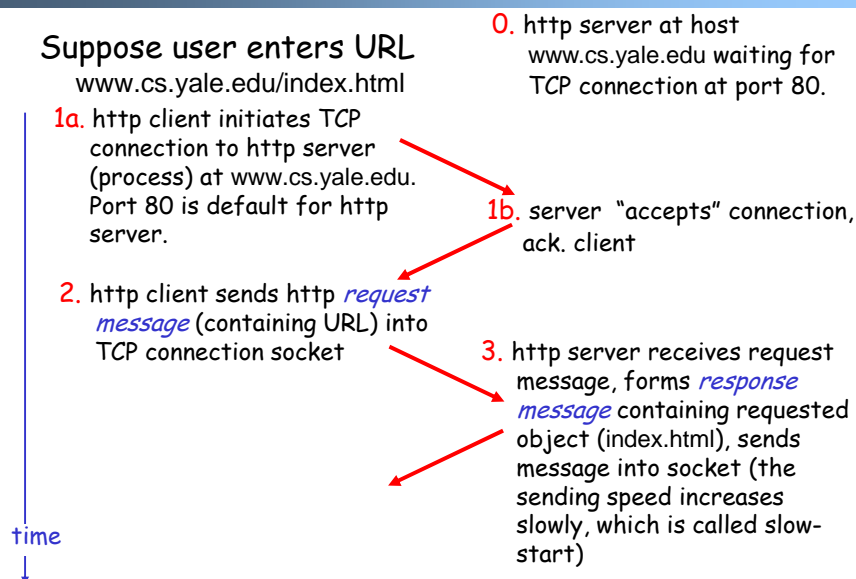 Suppose user enters URL
www.cs.yale.edu/index.html
0. http server at host
www.cs.yale.edu waiting for
TCP connection at port 80.
1a. http client initiates TCP
connection to http server
(process) at www.cs.yale.edu.
Port 80 is default for http
server.
1b. server “accepts” connection,
ack. client
2. http client sends http request
message (containing URL) into
TCP connection socket
3. http server receives request
message, forms response
message containing requested
object (index.html), sends
message into socket (the
sending speed increases
slowly, which is called slow-
start)
time